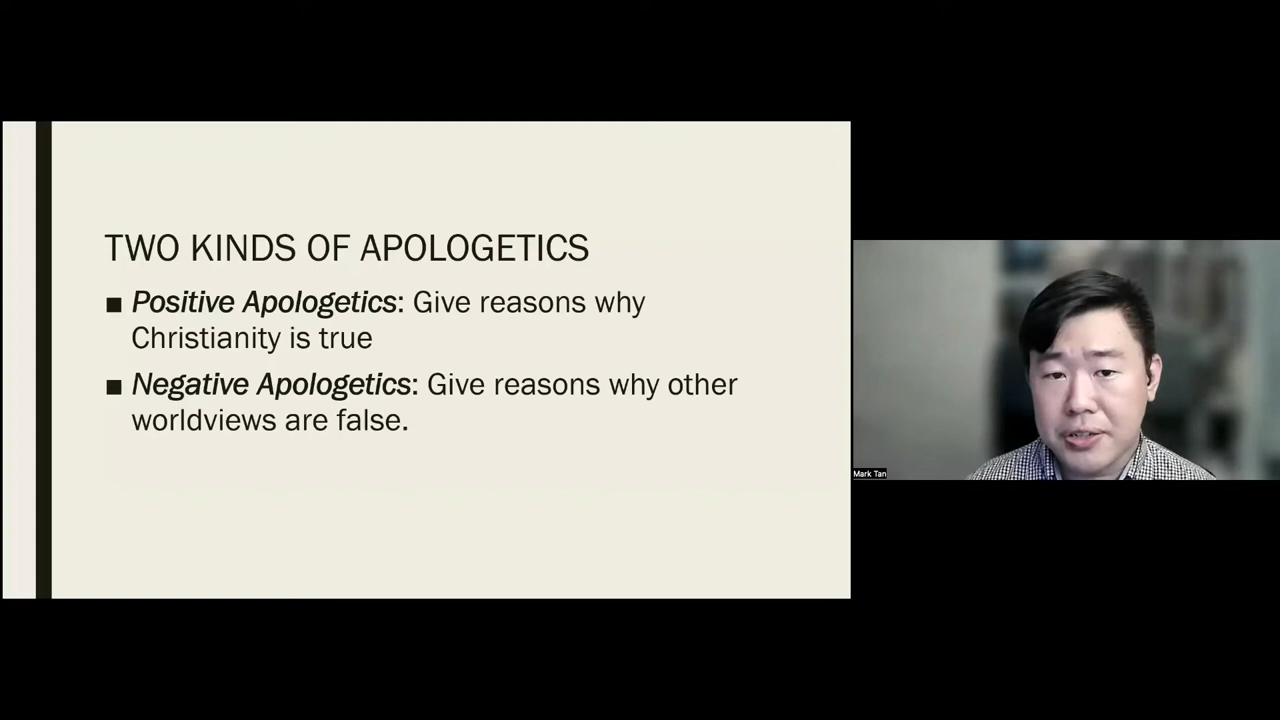 TWO KINDS OF APOLOGETICS
■ Positive Apologetics: Give reasons why
Christianity is true
■ Negative Apologetics: Give reasons why other
worldviews are false.
Mark Tan